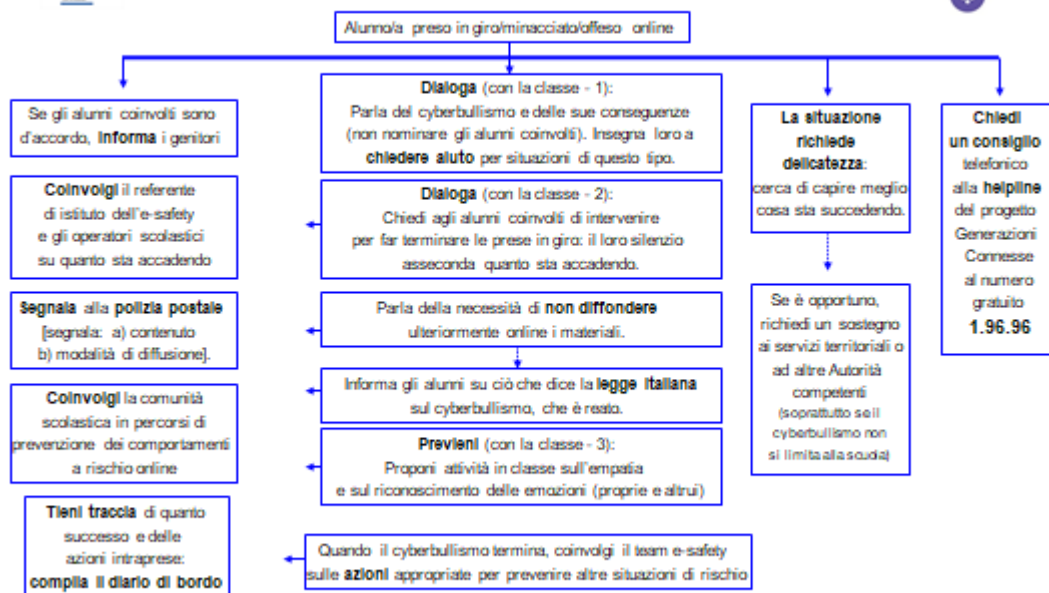 Alunno/a preso in giro/minacciato/offeso online
Se gli alunni coinvolti sono
d'accordo, informa i genitori
Coinvolgi il referente
di istituto dell'e-safety
e gli operatori scolastici
su quanto sta accadendo
Segnala alla polizia postale
[segnala: a) contenuto
b) modalità di diffusione].
Coinvolgi la comunità
scolastica in percorsi di
prevenzione dei comportamenti
a rischio online
Tieni traccia di quanto
successo e delle
azioni intraprese:
compila il diario di bordo
Dialoga (con la classe - 1):
Parla del cyberbullismo e delle sue conseguenze
(non nominare gli alunni coinvolti). Insegna loro a
chiedere aiuto per situazioni di questo tipo.
Dialoga (con la classe - 2):
Chiedi agli alunni coinvolti di intervenire
per far terminare le prese in giro: il loro silenzio
asseconda quanto sta accadendo.
Parla della necessità di non diffondere
ulteriormente online i materiali.
Informa gli alunni su ciò che dice la legge italiana
sul cyberbullismo, che è reato.
Previeni (con la classe - 3):
Proponi attività in classe sull'empatia
e sul riconoscimento delle emozioni (proprie e altrui)
Quando il cyberbullismo termina, coinvolgi il team e-safety
sulle azioni appropriate per prevenire altre situazioni di rischio
La situazione
richiede
delicatezza:
cerca di capire meglio
cosa sta succedendo.
Se è opportuno,
richiedi un sostegno
ai servizi territoriali o
ad altre Autorità
competenti
(soprattutto se il
cyberbullismo non
si limita alla scuola)
Chiedi
un consiglio
telefonico
alla helpline
del progetto
Generazioni
Connesse
al numero
gratuito
1.96.96